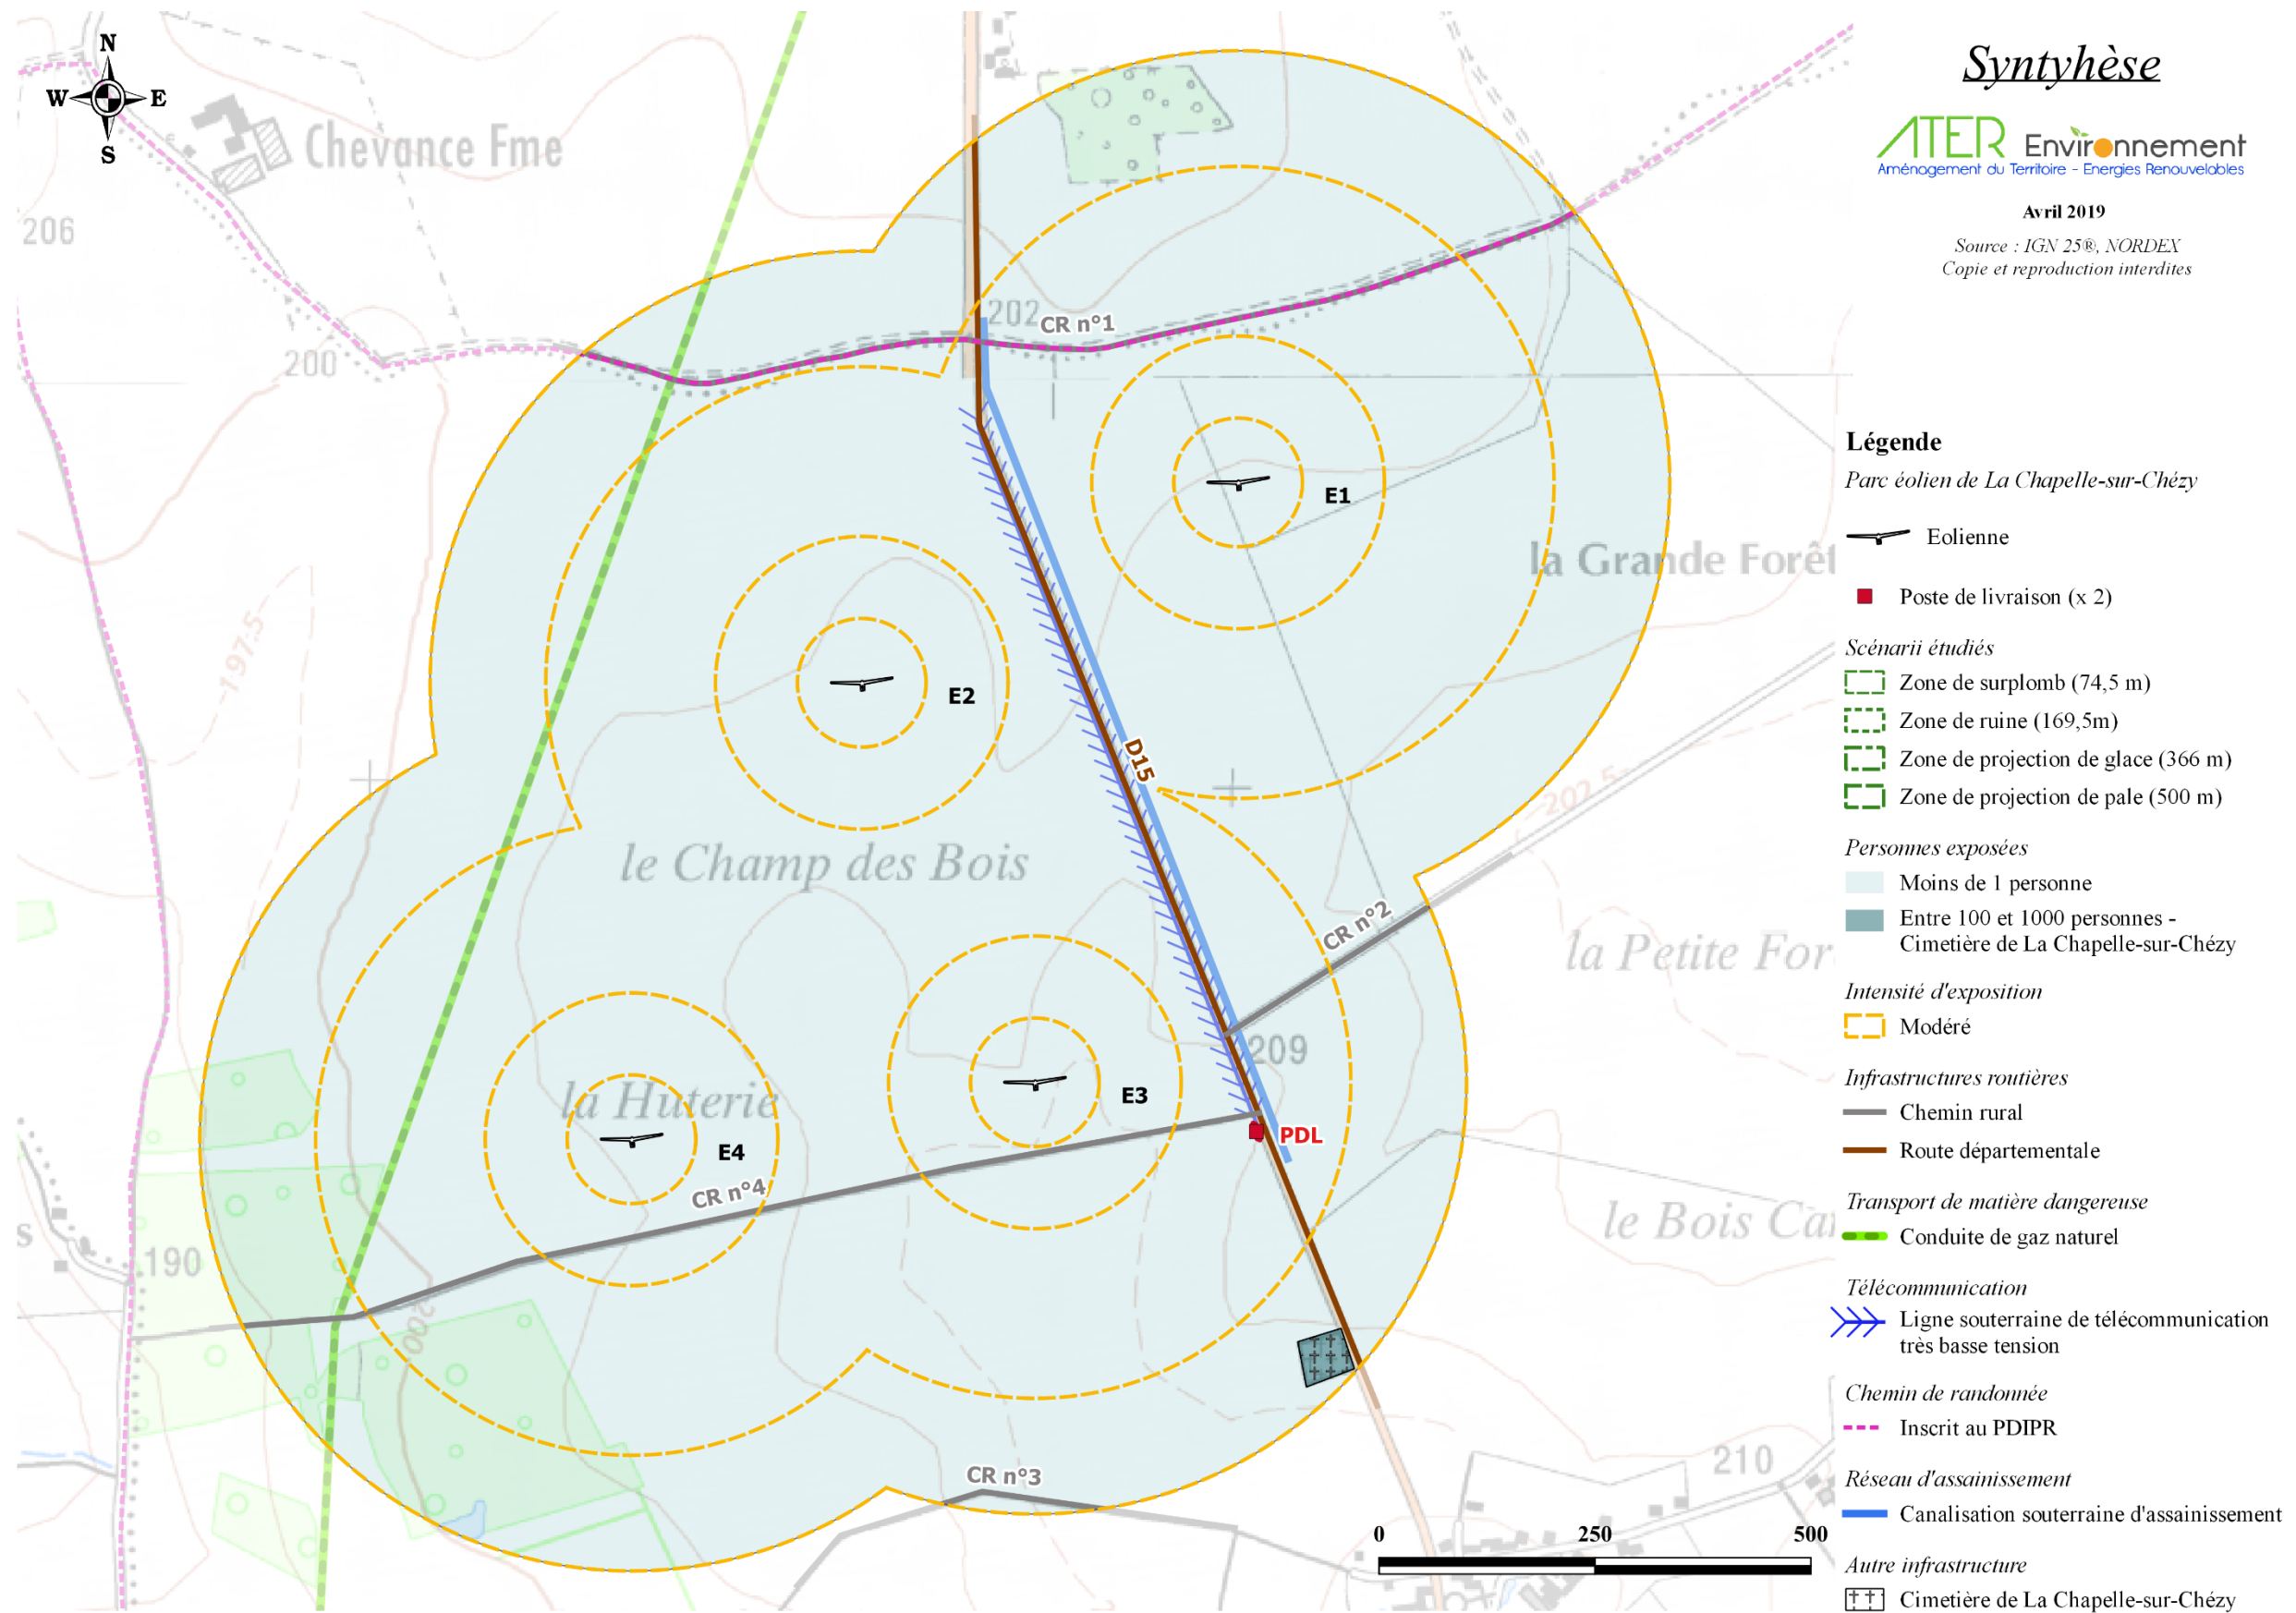 N
W E
S
Chevance Fme
206
200
202
CR n°1
E1
la Grande Forêt
197.5
E2
D15
202.5
le Champ des Bois
CR n°2
la Petite For
209
la Huterie
E3
E4
PDL
CR n°4
le Bois Ca
s
190
200
CR n°3
210
0 250 500
Syntyhèse
ATER Environnement
Aménagement du Territoire - Energies Renouvelables
Avril 2019
Source : IGN 25®, NORDEX
Copie et reproduction interdites
Légende
Parc éolien de La Chapelle-sur-Chézy
Eolienne
Poste de livraison (x 2)
Scénarii étudiés
Zone de surplomb (74,5 m)
Zone de ruine (169,5m)
Zone de projection de glace (366 m)
Zone de projection de pale (500 m)
Personnes exposées
Moins de 1 personne
Entre 100 et 1000 personnes -
Cimetière de La Chapelle-sur-Chézy
Intensité d'exposition
Modéré
Infrastructures routières
Chemin rural
Route départementale
Transport de matière dangereuse
Conduite de gaz naturel
Télécommunication
Ligne souterraine de télécommunication
très basse tension
Chemin de randonnée
Inscrit au PDIPR
Réseau d'assainissement
Canalisation souterraine d'assainissement
Autre infrastructure
Cimetière de La Chapelle-sur-Chézy